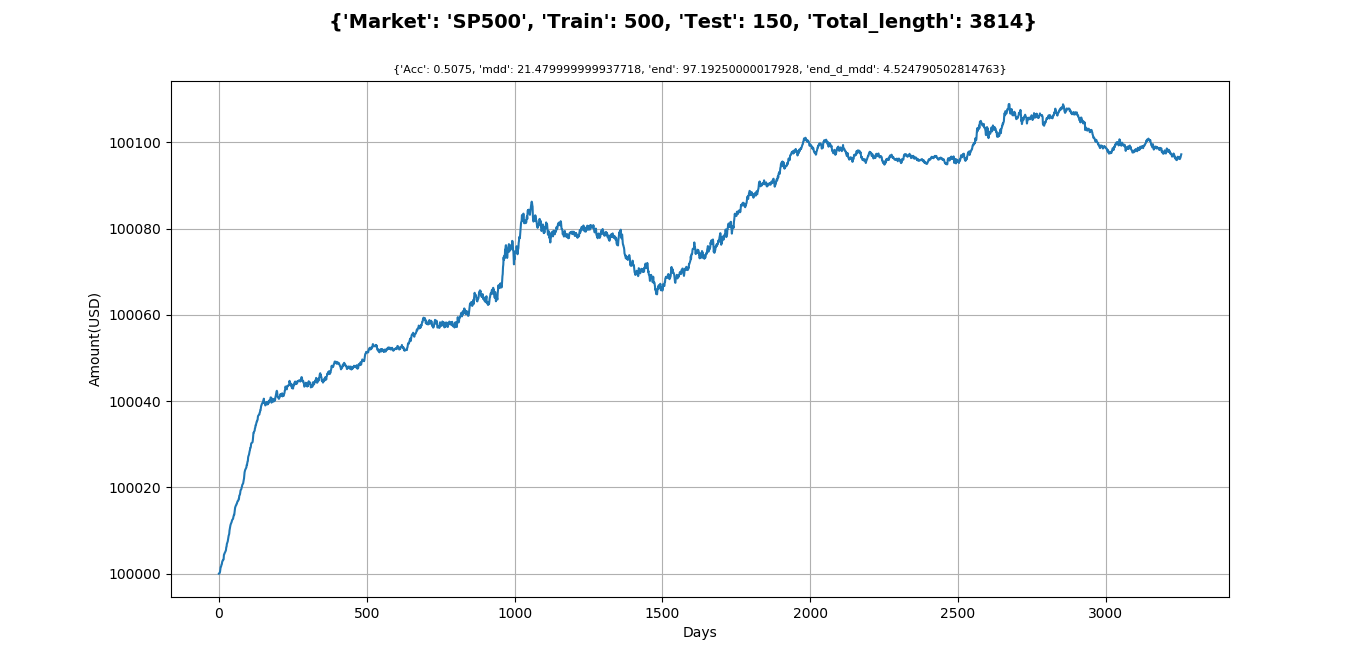 {'Market': 'SP500', 'Train': 500, 'Test': 150, 'Total_length': 3814}
{'Acc': 0.5075, 'mdd': 21.479999999937718, 'end': 97.19250000017928, 'end_d_mdd': 4.524790502814763}
Amount(USD)
100100
100080
100060
100040
100020
100000
0 500 1000 1500 2000 2500 3000
Days